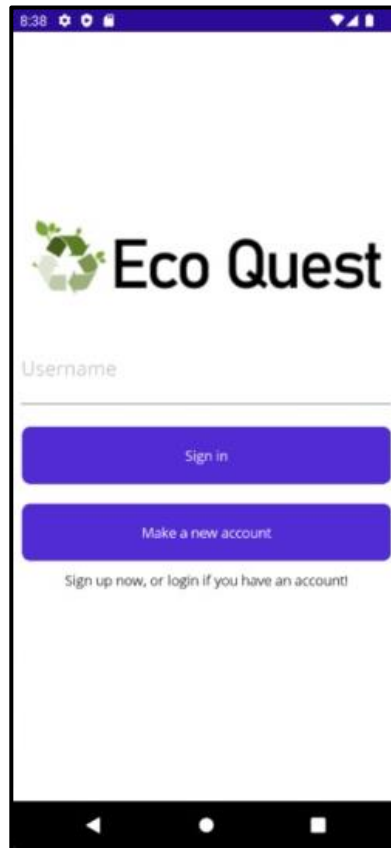 8:38
Eco Quest
Username
Sign in
Make a new account
Sign up now, or login if you have an account!